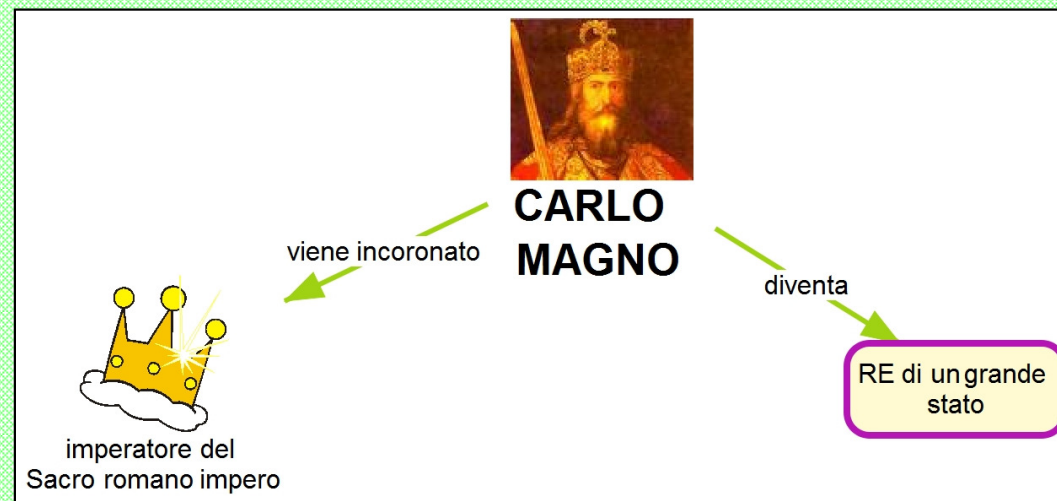 CARLO
MAGNO
viene incoronato
diventa
imperatore del
Sacro romano impero
RE di un grande
stato